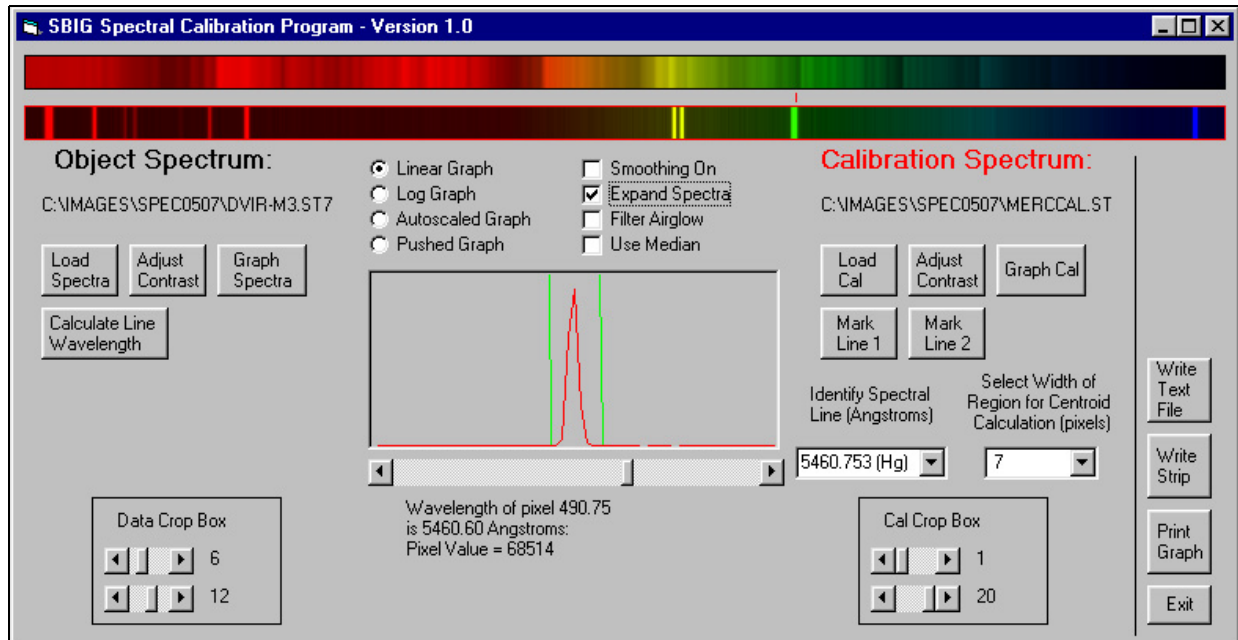 SBIG Spectral Calibration Program - Version 1.0
Object Spectrum:
C:\IMAGES\SPEC0507\DVIR-M3.ST7
Load
Spectra
Adjust
Contrast
Graph
Spectra
Calculate Line
Wavelength
Linear Graph
Log Graph
Autoscaled Graph
Pushed Graph
Smoothing On
Expand Spectra
Filter Airglow
Use Median
Calibration Spectrum:
C:\IMAGES\SPEC0507\MERCCAL.ST
Load
Cal
Adjust
Contrast
Graph Cal
Mark
Line 1
Mark
Line 2
Identify Spectral
Line (Angstroms)
5460.753 (Hg)
Select Width of
Region for Centroid
Calculation (pixels)
7
Wavelength of pixel 490.75
is 5460.60 Angstroms:
Pixel Value = 68514
Data Crop Box
6
12
Cal Crop Box
1
20
Write
Text
File
Write
Strip
Print
Graph
Exit